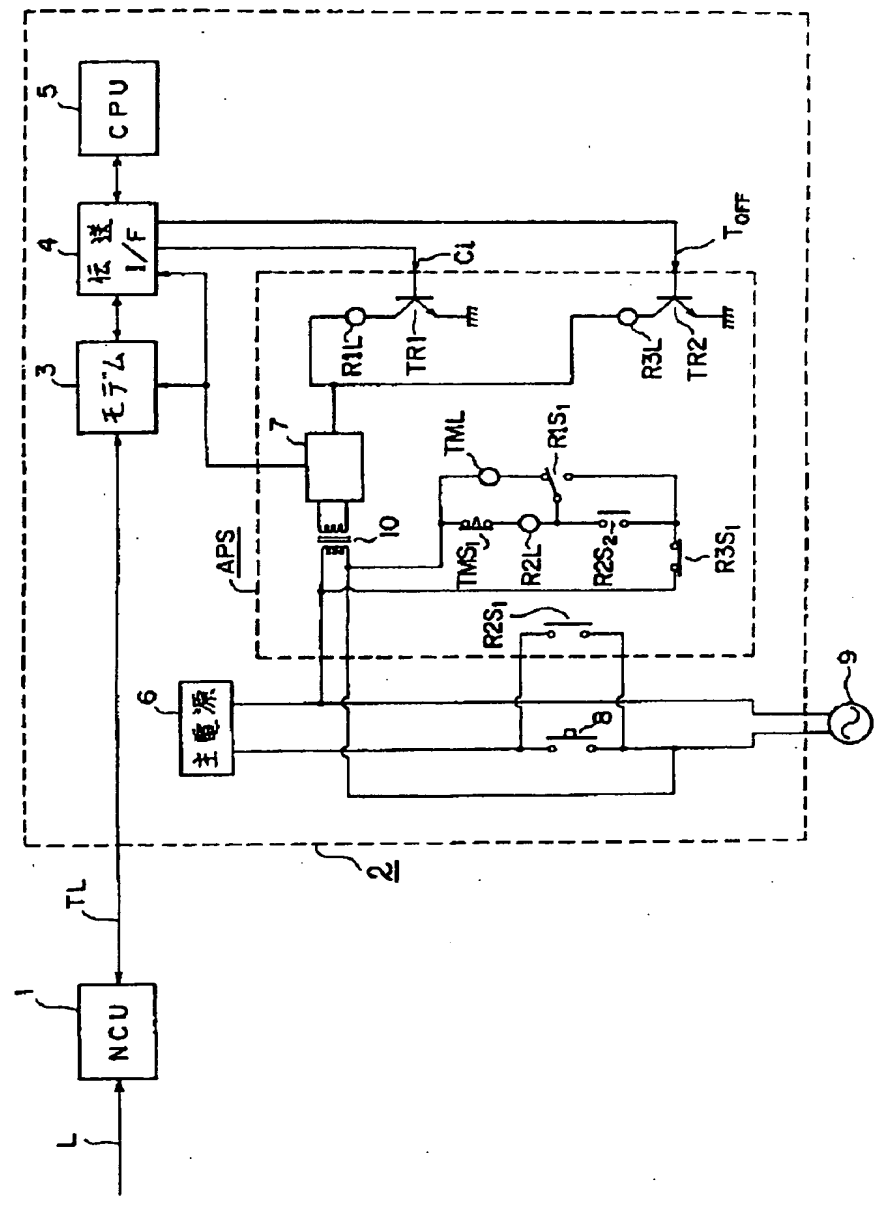 L
1
NCU
TL
2
3
モデム
4
伝送
I/F
5
CPU
6
主電源
APS
7
10
R1L
TR1
Ci
R3L
TR2
TOFF
TML
R1S1
TMS1
R2L
R2S2
R3S1
R2S1
8
9